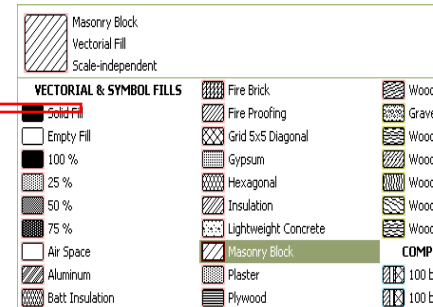 Masonry Block
Vectorial Fill
Scale-independent
VECTORIAL & SYMBOL FILLS
Solid Fill
Empty Fill
100 %
25 %
50 %
75 %
Air Space
Aluminum
Batt Insulation
Fire Brick
Fire Proofing
Grid 5x5 Diagonal
Gypsum
Hexagonal
Insulation
Lightweight Concrete
Masonry Block
Plaster
Plywood
Wood
Grave
Wood
Wood
Wood
Wood
Wood
COMP
100 b
100 b